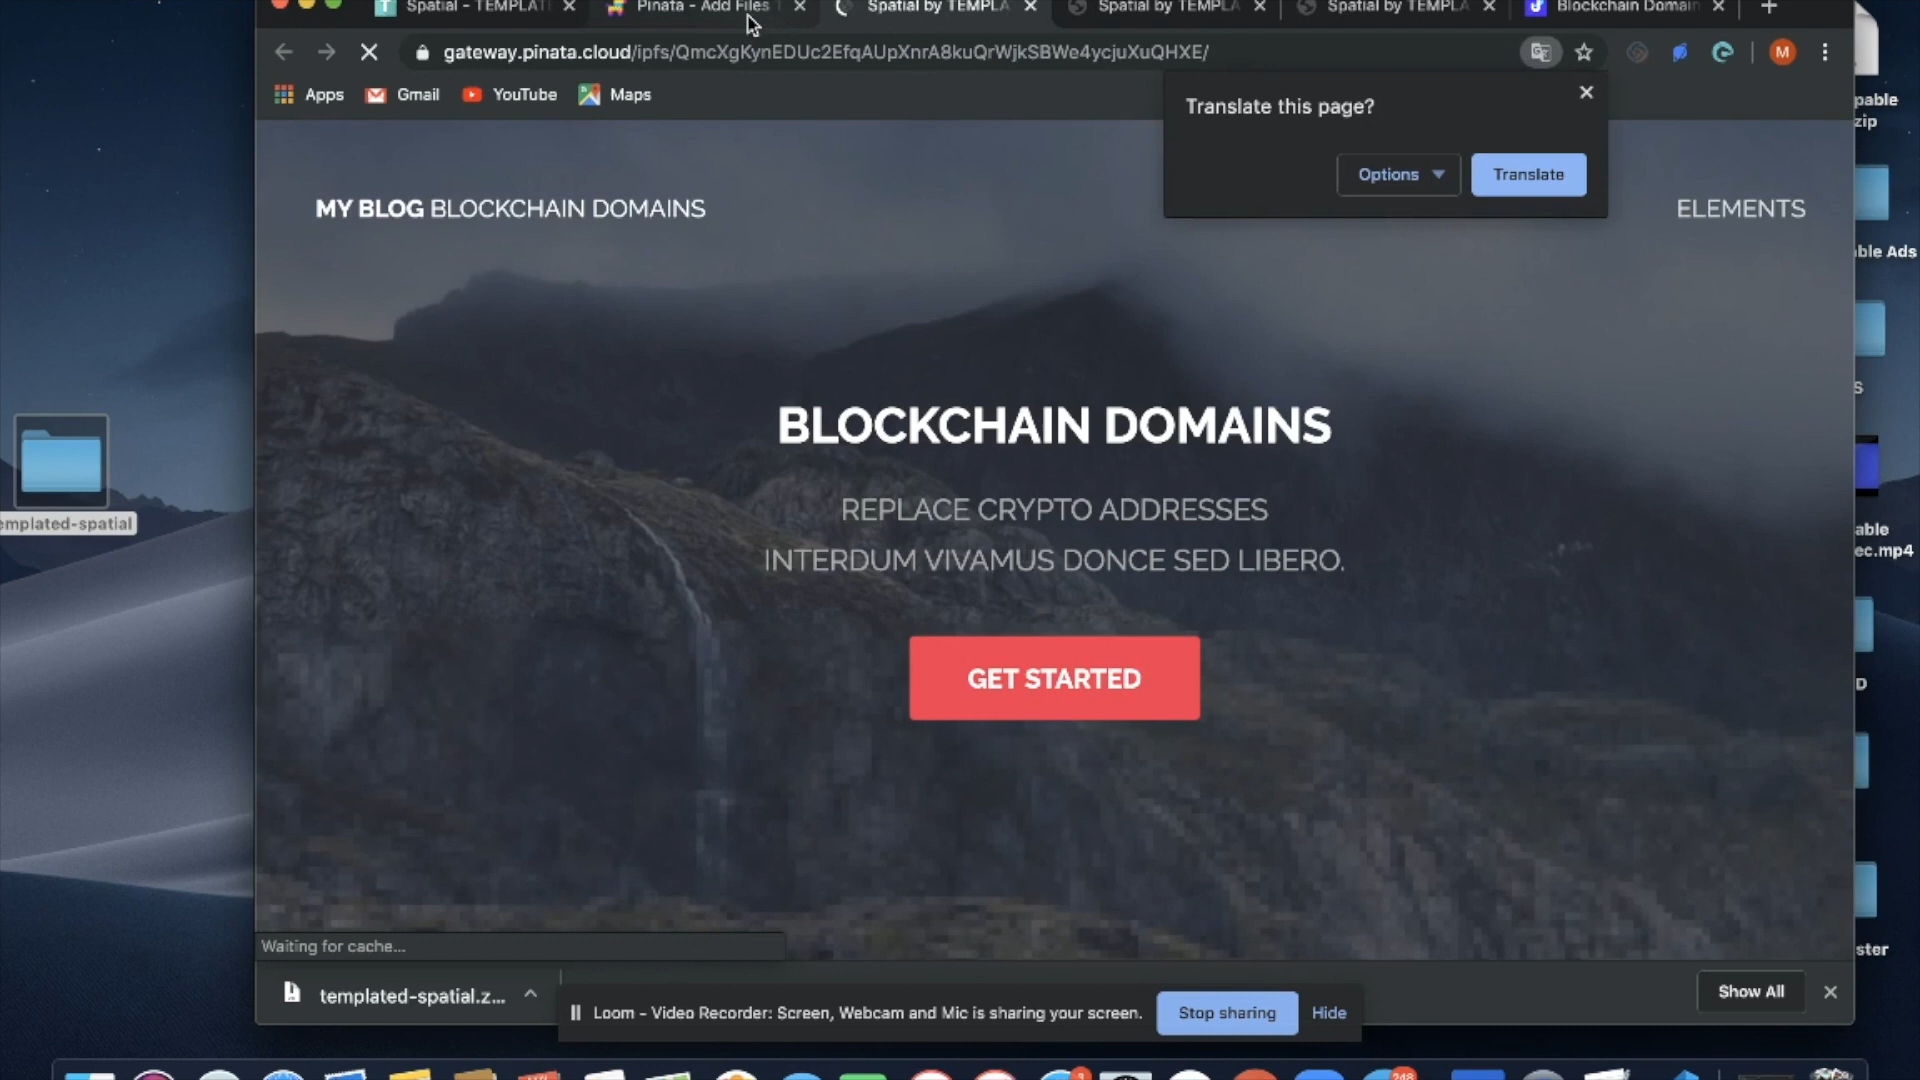 Spatial - TEMPLAT
Pinata - Add Files
Spatial by TEMPLA
Spatial by TEMPLA
Spatial by TEMPLA
Blockchain Domain
gateway.pinata.cloud/ipfs/QmcXgKynEDUc2EfqAUpXnrA8kuQrWjkSBWe4ycjuXuQHXE/
M
Apps
Gmail
YouTube
Maps
Translate this page?
Options
Translate
MY BLOG BLOCKCHAIN DOMAINS
ELEMENTS
BLOCKCHAIN DOMAINS
REPLACE CRYPTO ADDRESSES
INTERDUM VIVAMUS DONCE SED LIBERO.
GET STARTED
emplated-spatial
pable
zip
ble Ads
S
able
ec.mp4
D
ster
Waiting for cache...
templated-spatial.z...
Show All
Loom - Video Recorder: Screen, Webcam and Mic is sharing your screen.
Stop sharing
Hide
3
248